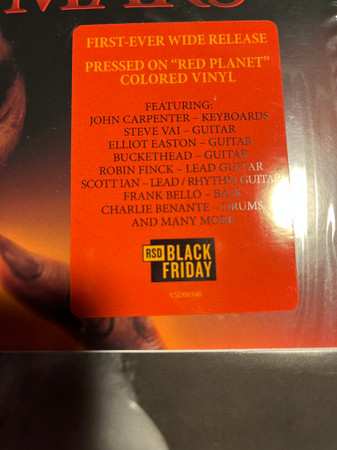 MARS
FIRST-EVER WIDE RELEASE
PRESSED ON "RED PLANET"
COLORED VINYL
FEATURING:
JOHN CARPENTER – KEYBOARDS
STEVE VAI – GUITAR
ELLIOT EASTON – GUITAR
BUCKETHEAD – GUITAR
ROBIN FINCK – LEAD GUITAR
SCOTT IAN – LEAD / RHYTHM GUITAR
FRANK BELLO – BASS
CHARLIE BENANTE – DRUMS
AND MANY MORE
RSD BLACK
FRIDAY